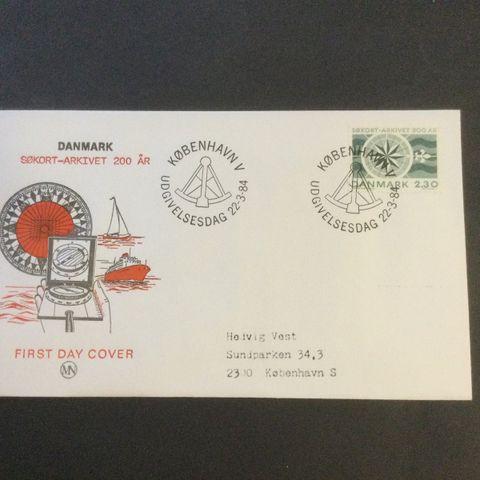 DANMARK
SØKORT-ARKIVET 200 ÅR
KØBENHAVN V
UDGIVELSESDAG 22-3-84
KØBENHAVN V
UDGIVELSESDAG 22-3-84
SØKORT-ARKIVET 200 ÅR
DANMARK 2.30
FIRST DAY COVER
MN
Hedvig Vest
Sundparken 34,3
2300 København S